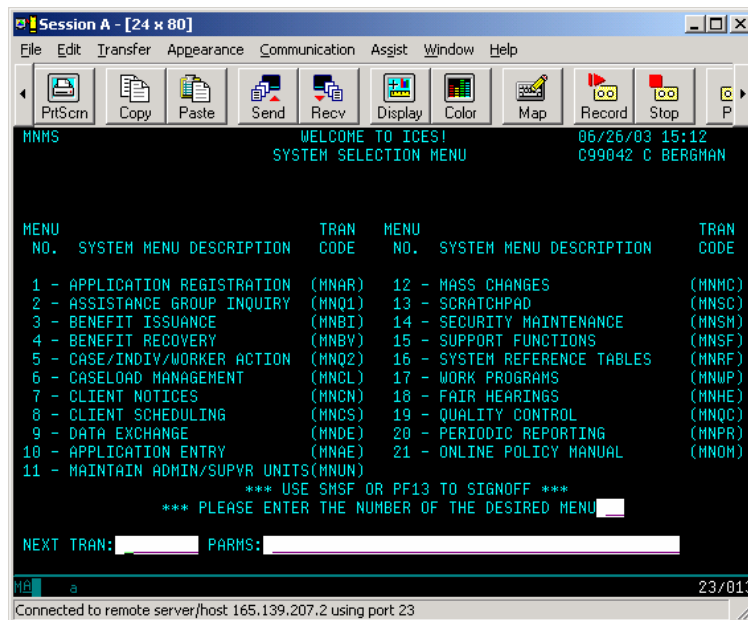 Session A - [24 x 80]
File Edit Transfer Appearance Communication Assist Window Help
PrtScrn Copy Paste Send Recv Display Color Map Record Stop P
MNMS WELCOME TO ICES! 06/26/03 15:12
SYSTEM SELECTION MENU C99042 C BERGMAN
MENU TRAN MENU TRAN
NO. SYSTEM MENU DESCRIPTION CODE NO. SYSTEM MENU DESCRIPTION CODE
1 - APPLICATION REGISTRATION (MNAR) 12 - MASS CHANGES (MNMC)
2 - ASSISTANCE GROUP INQUIRY (MNQ1) 13 - SCRATCHPAD (MNSC)
3 - BENEFIT ISSUANCE (MNBI) 14 - SECURITY MAINTENANCE (MNSM)
4 - BENEFIT RECOVERY (MNBV) 15 - SUPPORT FUNCTIONS (MNSF)
5 - CASE/INDIV/WORKER ACTION (MNQ2) 16 - SYSTEM REFERENCE TABLES (MNRF)
6 - CASELOAD MANAGEMENT (MNCL) 17 - WORK PROGRAMS (MNWP)
7 - CLIENT NOTICES (MNCN) 18 - FAIR HEARINGS (MNHE)
8 - CLIENT SCHEDULING (MNCS) 19 - QUALITY CONTROL (MNQC)
9 - DATA EXCHANGE (MNDE) 20 - PERIODIC REPORTING (MNPR)
10 - APPLICATION ENTRY (MNAE) 21 - ONLINE POLICY MANUAL (MNOM)
11 - MAINTAIN ADMIN/SUPVR UNITS(MNUN)
*** USE SMSF OR PF13 TO SIGNOFF ***
*** PLEASE ENTER THE NUMBER OF THE DESIRED MENU
NEXT TRAN: PARMS:
MA a 23/013
Connected to remote server/host 165.139.207.2 using port 23